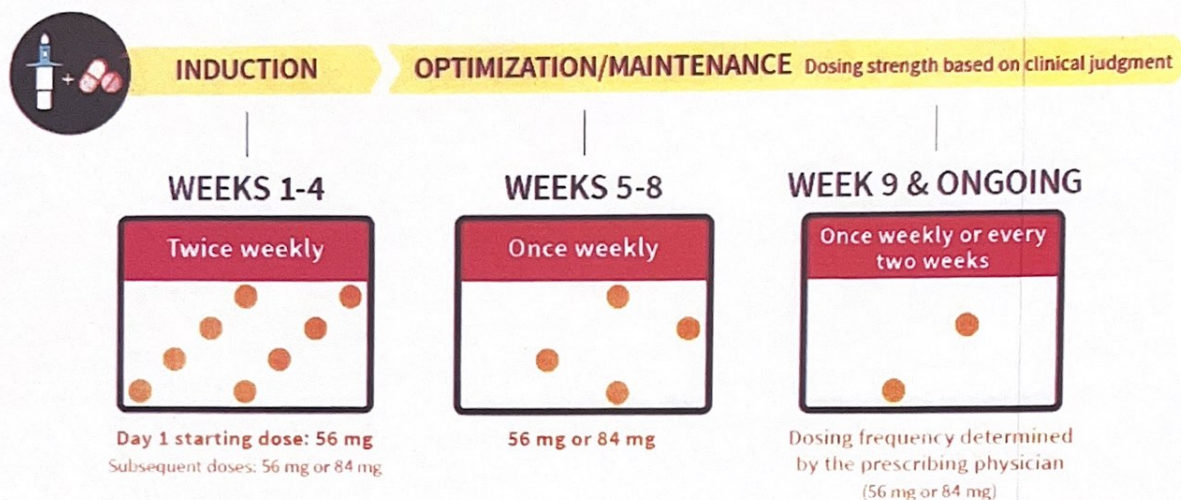 INDUCTION
OPTIMIZATION/MAINTENANCE Dosing strength based on clinical judgment
WEEKS 1-4
Twice weekly
Day 1 starting dose: 56 mg
Subsequent doses: 56 mg or 84 mg
WEEKS 5-8
Once weekly
56 mg or 84 mg
WEEK 9 & ONGOING
Once weekly or every
two weeks
Dosing frequency determined
by the prescribing physician
(56 mg or 84 mg)